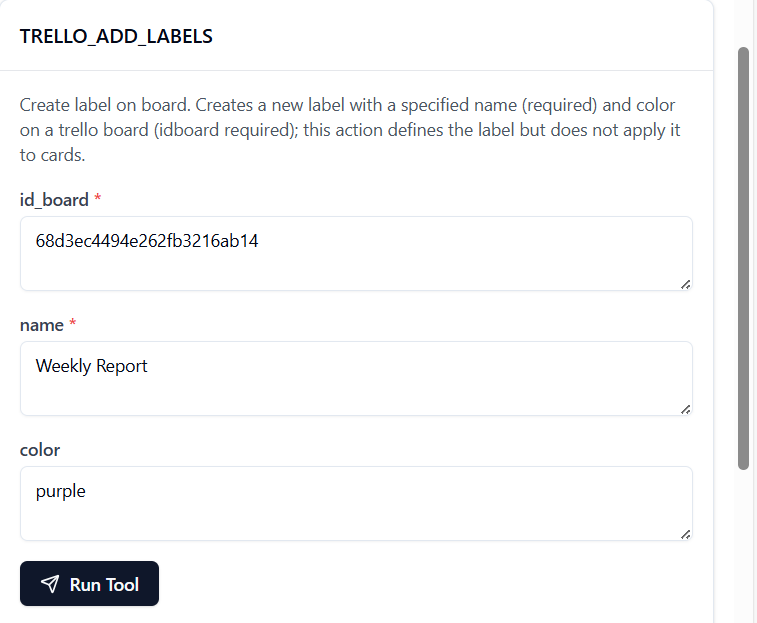 TRELLO_ADD_LABELS
Create label on board. Creates a new label with a specified name (required) and color
on a trello board (idboard required); this action defines the label but does not apply it
to cards.
id_board *
68d3ec4494e262fb3216ab14
name *
Weekly Report
color
purple
Run Tool